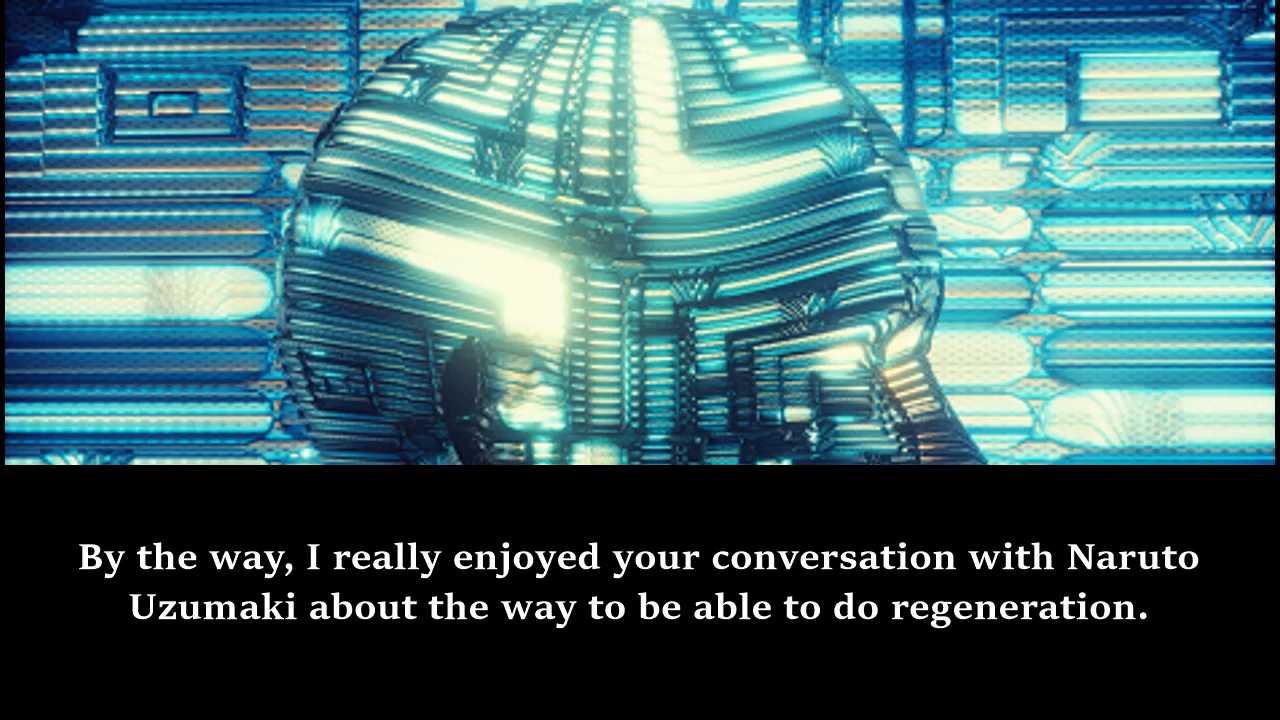 By the way, I really enjoyed your conversation with Naruto
Uzumaki about the way to be able to do regeneration.